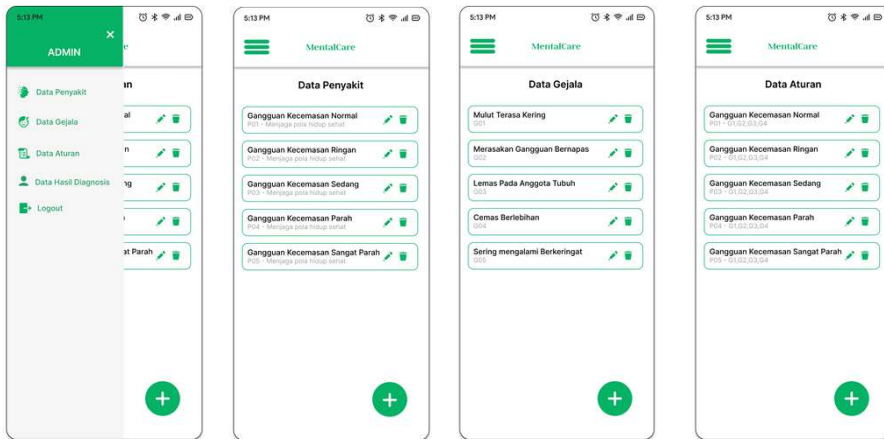 5:13 PM
ADMIN
Data Penyakit
Data Gejala
Data Aturan
Data Hasil Diagnosis
Logout
e
an
al
n
ng
at Parah
5:13 PM
MentalCare
Data Penyakit
Gangguan Kecemasan Normal
P01 - Menjaga pola hidup sehat
Gangguan Kecemasan Ringan
P02 - Menjaga pola hidup sehat
Gangguan Kecemasan Sedang
P03 - Menjaga pola hidup sehat
Gangguan Kecemasan Parah
P04 - Menjaga pola hidup sehat
Gangguan Kecemasan Sangat Parah
P05 - Menjaga pola hidup sehat
5:13 PM
MentalCare
Data Gejala
Mulut Terasa Kering
G01
Merasakan Gangguan Bernapas
G02
Lemas Pada Anggota Tubuh
G03
Cemas Berlebihan
G04
Sering mengalami Berkeringat
G05
5:13 PM
MentalCare
Data Aturan
Gangguan Kecemasan Normal
P01 - G1,G2,G3,G4
Gangguan Kecemasan Ringan
P02 - G1,G2,G3,G4
Gangguan Kecemasan Sedang
P03 - G1,G2,G3,G4
Gangguan Kecemasan Parah
P04 - G1,G2,G3,G4
Gangguan Kecemasan Sangat Parah
P05 - G1,G2,G3,G4